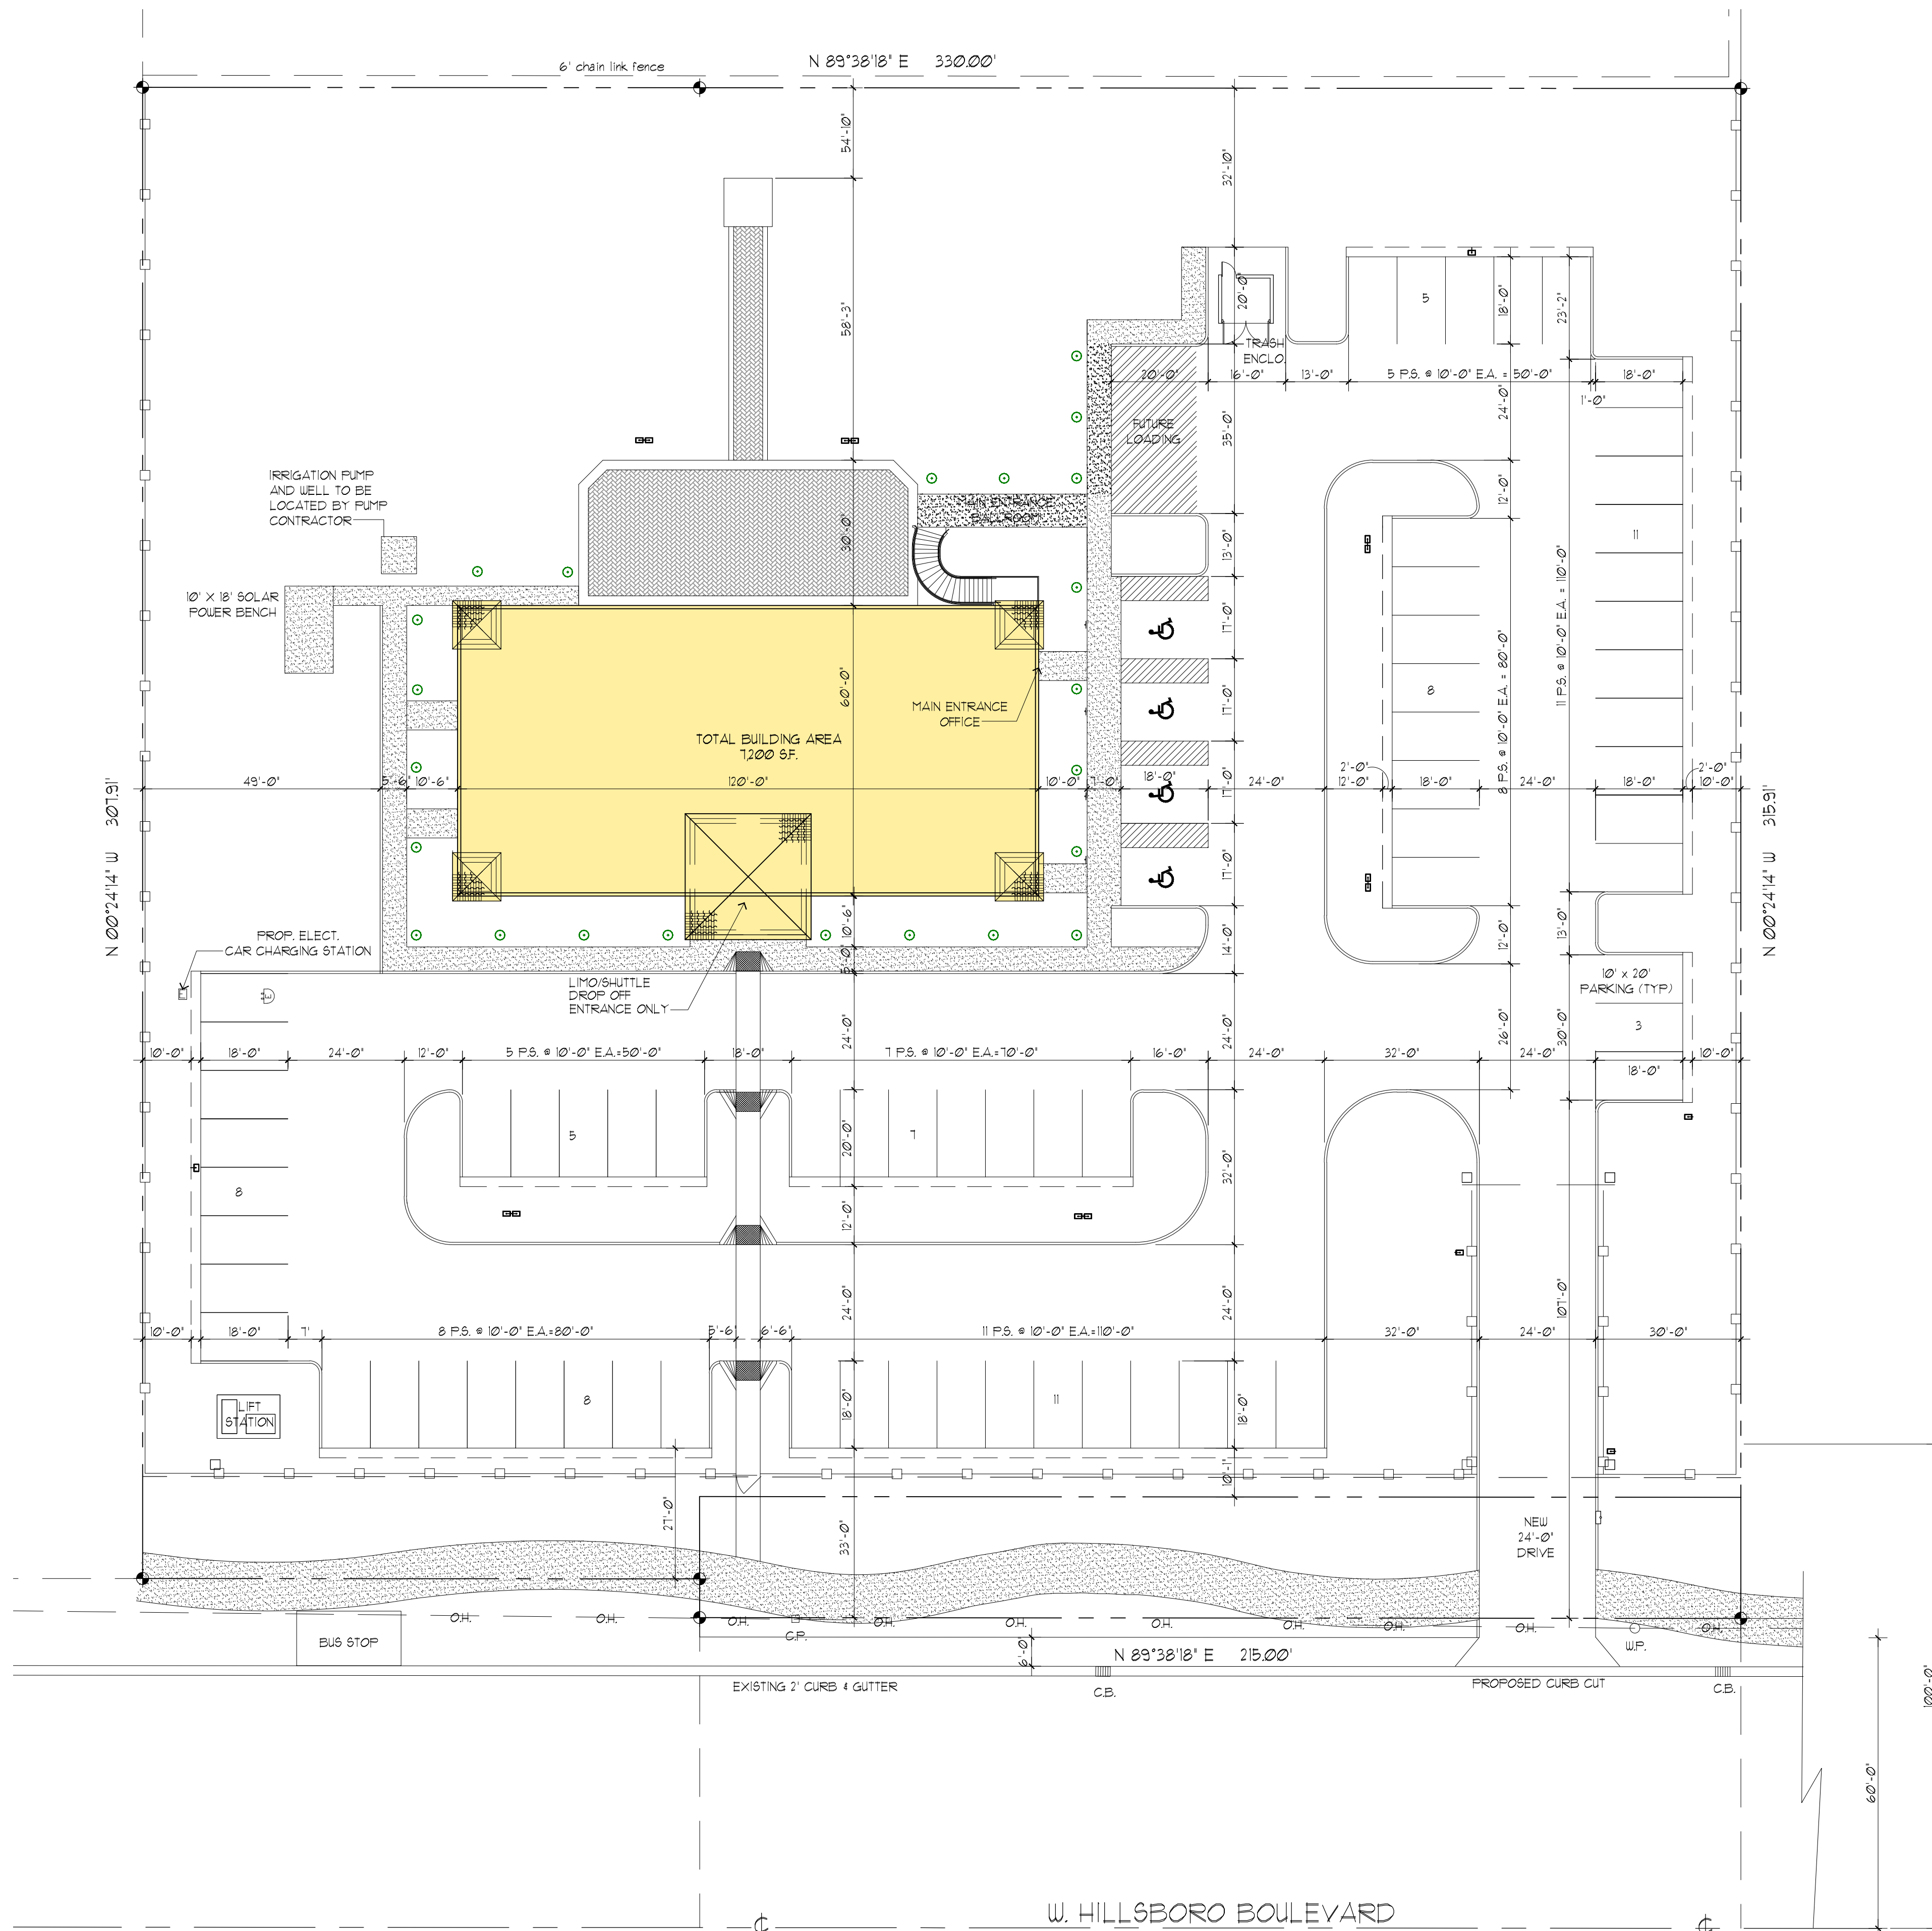 6' chain link fence
N 89°38'18" E 330.00'
54'-10"
32'-10"
58'-3"
20'-0"
TRASH
ENCLO.
5
18'-0"
23'-2"
20'-0"
16'-0"
13'-0"
5 P.S. @ 10'-0" E.A. = 50'-0"
18'-0"
1'-0"
24'-0"
FUTURE
LOADING
35'-0"
IRRIGATION PUMP
AND WELL TO BE
LOCATED BY PUMP
CONTRACTOR
MAIN ENTRANCE
BALLROOM
12'-0"
11
30'-0"
13'-0"
10' X 18' SOLAR
POWER BENCH
11 P.S. @ 10'-0" E.A. = 110'-0"
17'-0"
60'-0"
8 P.S. @ 10'-0" E.A. = 80'-0"
8
MAIN ENTRANCE
OFFICE
17'-0"
TOTAL BUILDING AREA
7,200 S.F.
49'-0"
5'-6"
10'-6"
120'-0"
10'-0"
7'-0"
18'-0"
17'-0"
24'-0"
2'-0"
12'-0"
18'-0"
24'-0"
18'-0"
2'-0"
10'-0"
N 00°24'14" W 307.91'
N 00°24'14" W 315.91'
17'-0"
PROP. ELECT.
CAR CHARGING STATION
10'-6"
5'-0"
14'-0"
12'-0"
13'-0"
E
E
LIMO/SHUTTLE
DROP OFF
ENTRANCE ONLY
10' x 20'
PARKING (TYP)
3
24'-0"
24'-0"
26'-0"
30'-0"
10'-0"
18'-0"
24'-0"
12'-0"
5 P.S. @ 10'-0" E.A.=50'-0"
18'-0"
7 P.S. @ 10'-0" E.A.=70'-0"
16'-0"
24'-0"
32'-0"
24'-0"
18'-0"
10'-0"
5
7
20'-0"
32'-0"
8
12'-0"
24'-0"
24'-0"
107'-0"
10'-0"
18'-0"
7'
8 P.S. @ 10'-0" E.A.=80'-0"
5'-6"
6'-6"
11 P.S. @ 10'-0" E.A.=110'-0"
32'-0"
24'-0"
30'-0"
LIFT
STATION
8
18'-0"
11
18'-0"
10'-1"
27'-0"
33'-0"
NEW
24'-0"
DRIVE
O.H.
O.H.
O.H.
C.P.
O.H.
O.H.
O.H.
O.H.
O.H.
O.H.
W.P.
O.H.
BUS STOP
6'-0"
N 89°38'18" E 215.00'
EXISTING 2' CURB & GUTTER
C.B.
PROPOSED CURB CUT
C.B.
100'-0"
60'-0"
W. HILLSBORO BOULEVARD